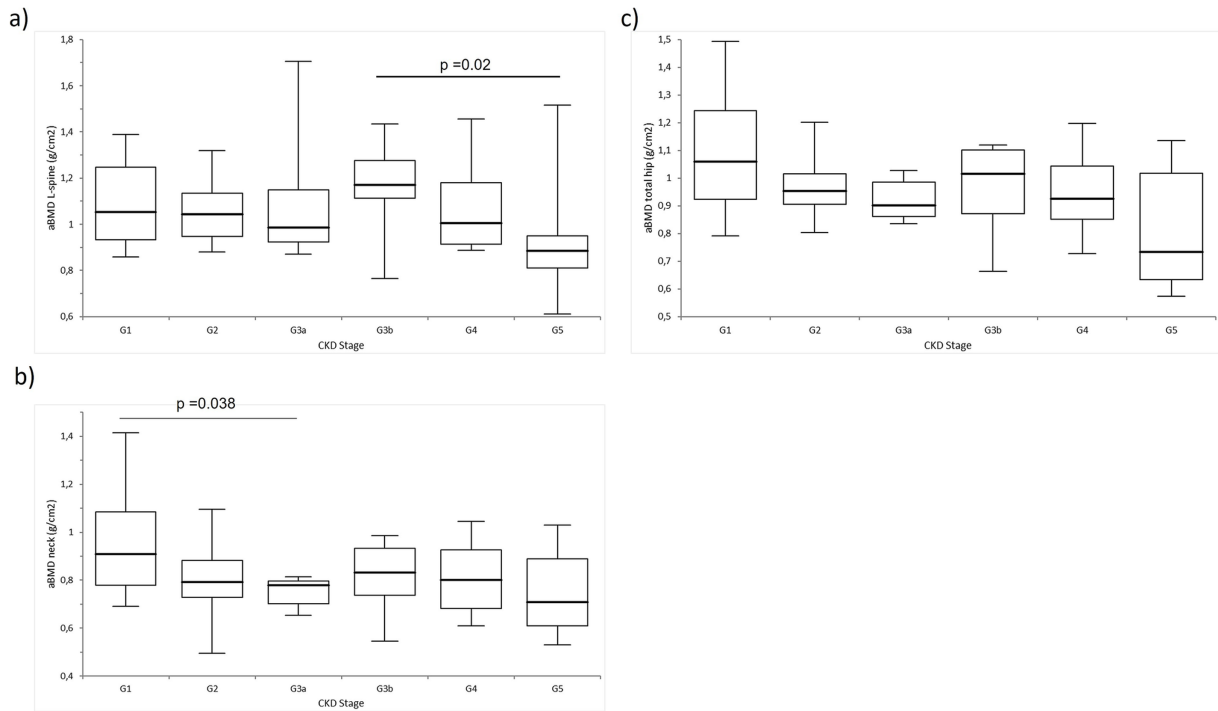 a)
1,8
1,6
1,4
1,2
1
0,8
0,6
aBMD L-spine (g/cm2)
p =0.02
G1 G2 G3a G3b G4 G5
CKD Stage
c)
1,5
1,4
1,3
1,2
1,1
1
0,9
0,8
0,7
0,6
0,5
aBMD total hip (g/cm2)
G1 G2 G3a G3b G4 G5
CKD Stage
b)
1,4
1,2
1
0,8
0,6
0,4
aBMD neck (g/cm2)
p =0.038
G1 G2 G3a G3b G4 G5
CKD Stage